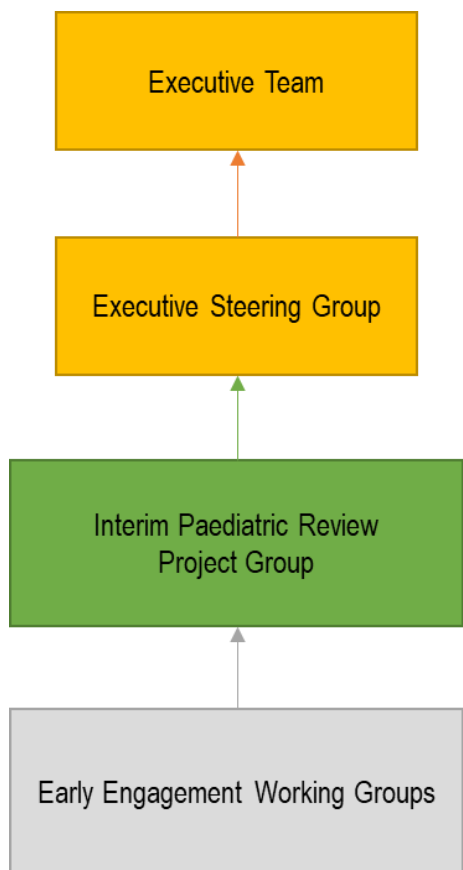 Executive Team
Executive Steering Group
Interim Paediatric Review
Project Group
Early Engagement Working Groups